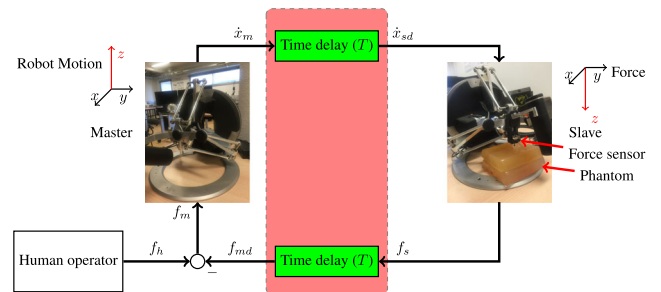 ẋ_m
Time delay (T)
ẋ_sd
Robot Motion
z
x
y
Master
x
y
Force
z
Slave
Force sensor
Phantom
f_m
Human operator
f_h
−
f_md
Time delay (T)
f_s